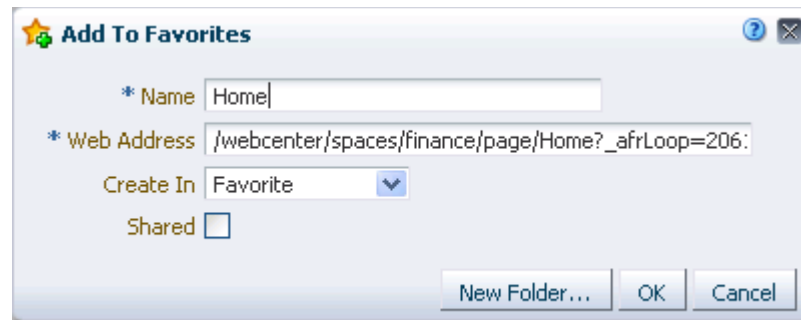 Add To Favorites
* Name Home
* Web Address /webcenter/spaces/finance/page/Home?_afrLoop=206:
Create In Favorite
Shared
New Folder... OK Cancel